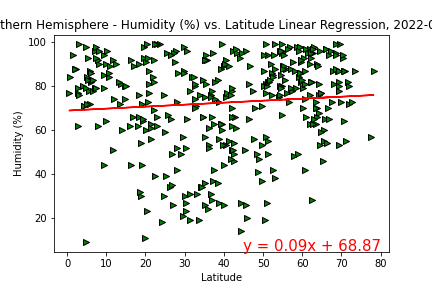 thern Hemisphere - Humidity (%) vs. Latitude Linear Regression, 2022-0
100
80
60
40
20
Humidity (%)
y = 0.09x + 68.87
0 10 20 30 40 50 60 70 80
Latitude